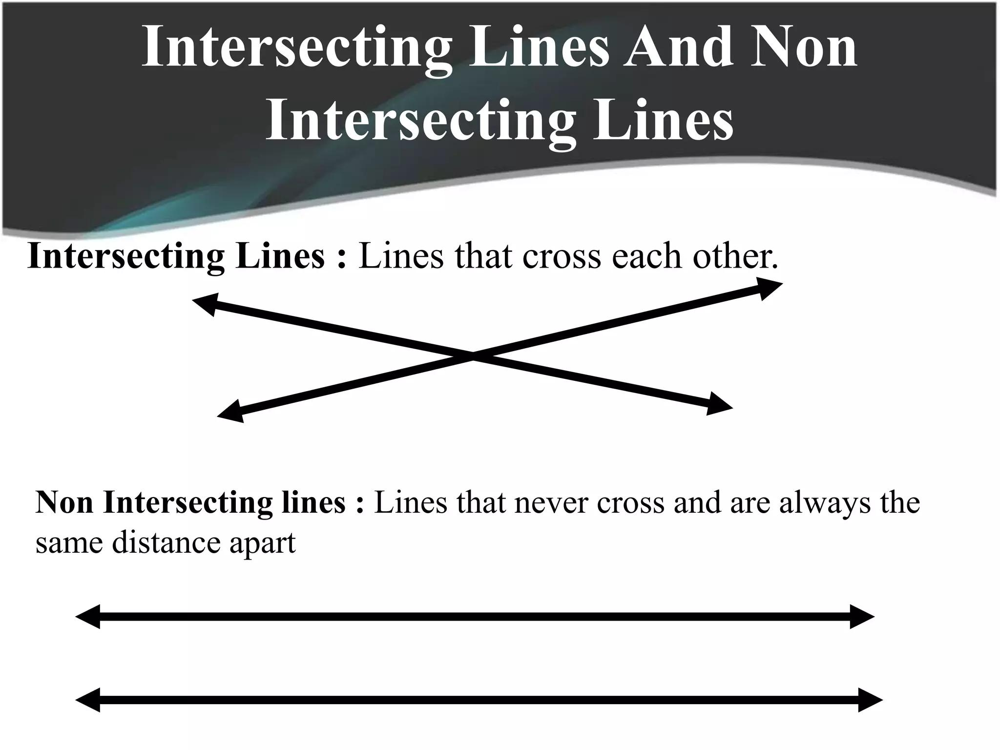 Intersecting Lines And Non
Intersecting Lines
Intersecting Lines : Lines that cross each other.
Non Intersecting lines : Lines that never cross and are always the
same distance apart